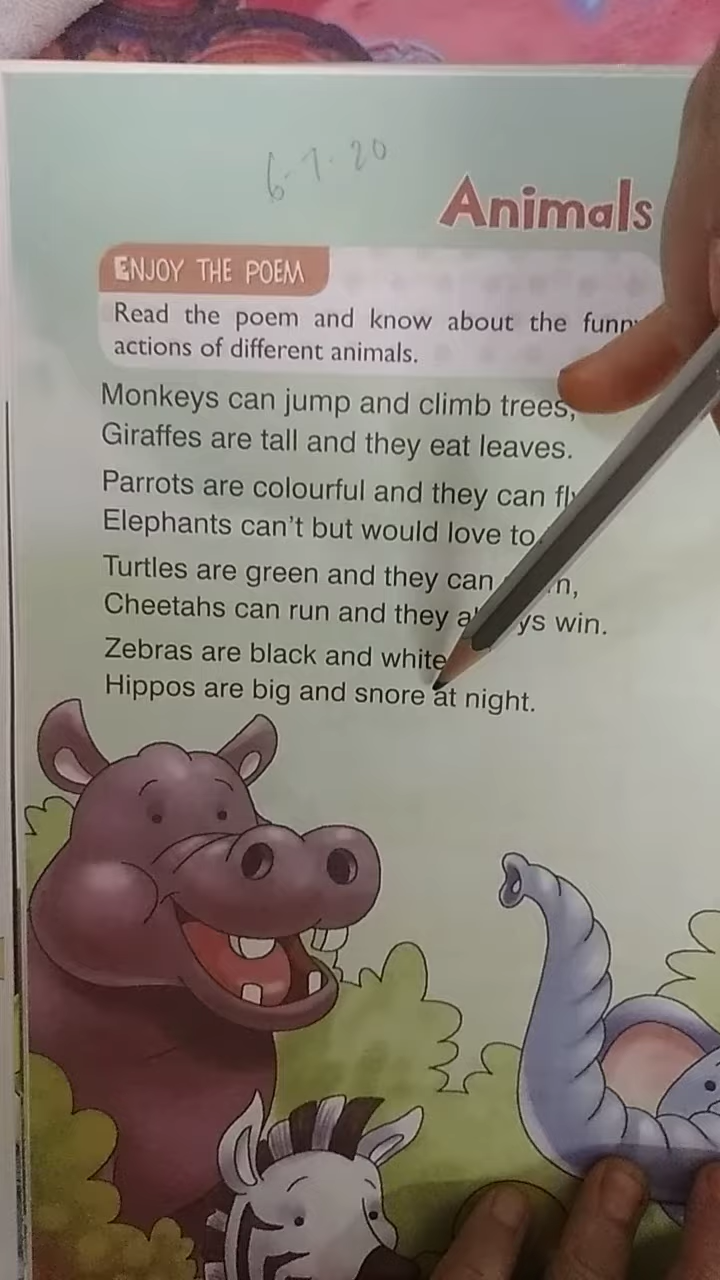 6.7.20
Animals
ENJOY THE POEM
Read the poem and know about the
actions of different animals.
Monkeys can jump and climb trees,
Giraffes are tall and they eat leaves.
Parrots are colourful and they can
Elephants can't but would love to
Turtles are green and they can
Cheetahs can run and they win.
Zebras are black and white
Hippos are big and snore at night.